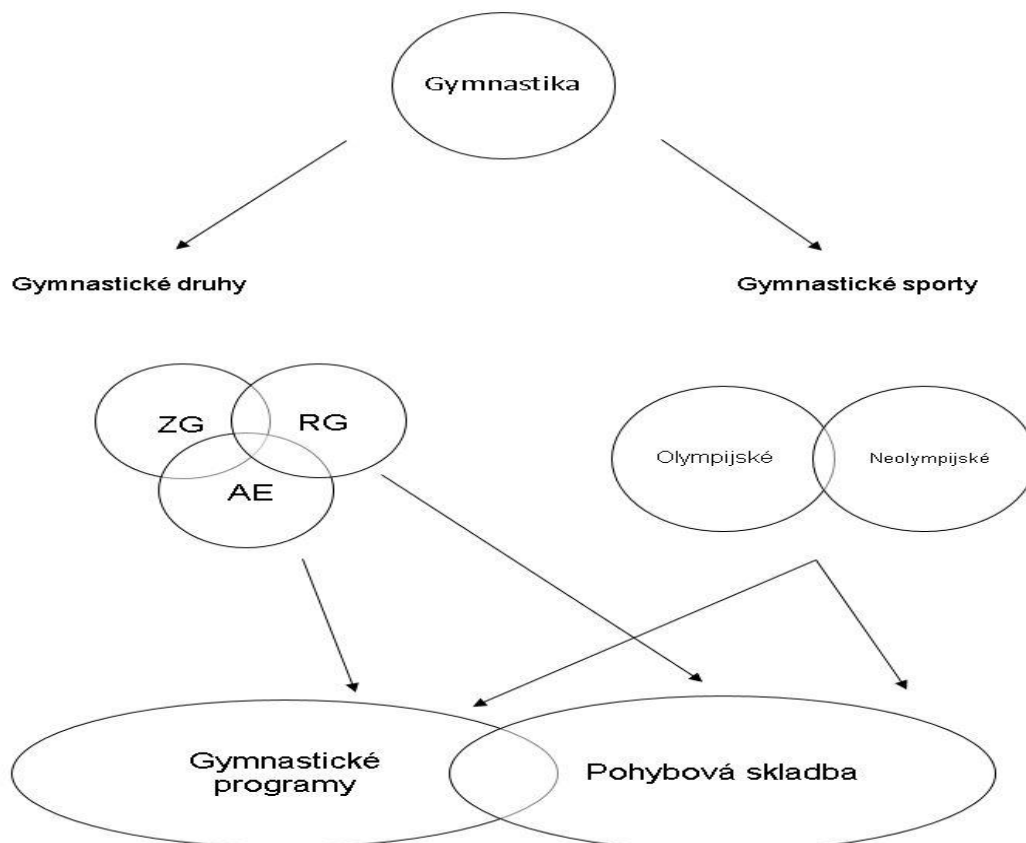 Gymnastika
Gymnastické druhy
Gymnastické sporty
ZG
RG
AE
Olympijské
Neolympijské
Gymnastické
programy
Pohybová skladba